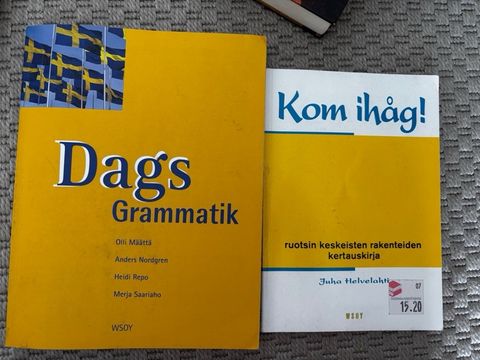 Dags
Grammatik
Olli Määttä
Anders Nordgren
Heidi Repo
Merja Saariaho
WSOY
Kom ihåg!
ruotsin keskeisten rakenteiden
kertauskirja
Juha Helvelahti
WSOY
07
15.20